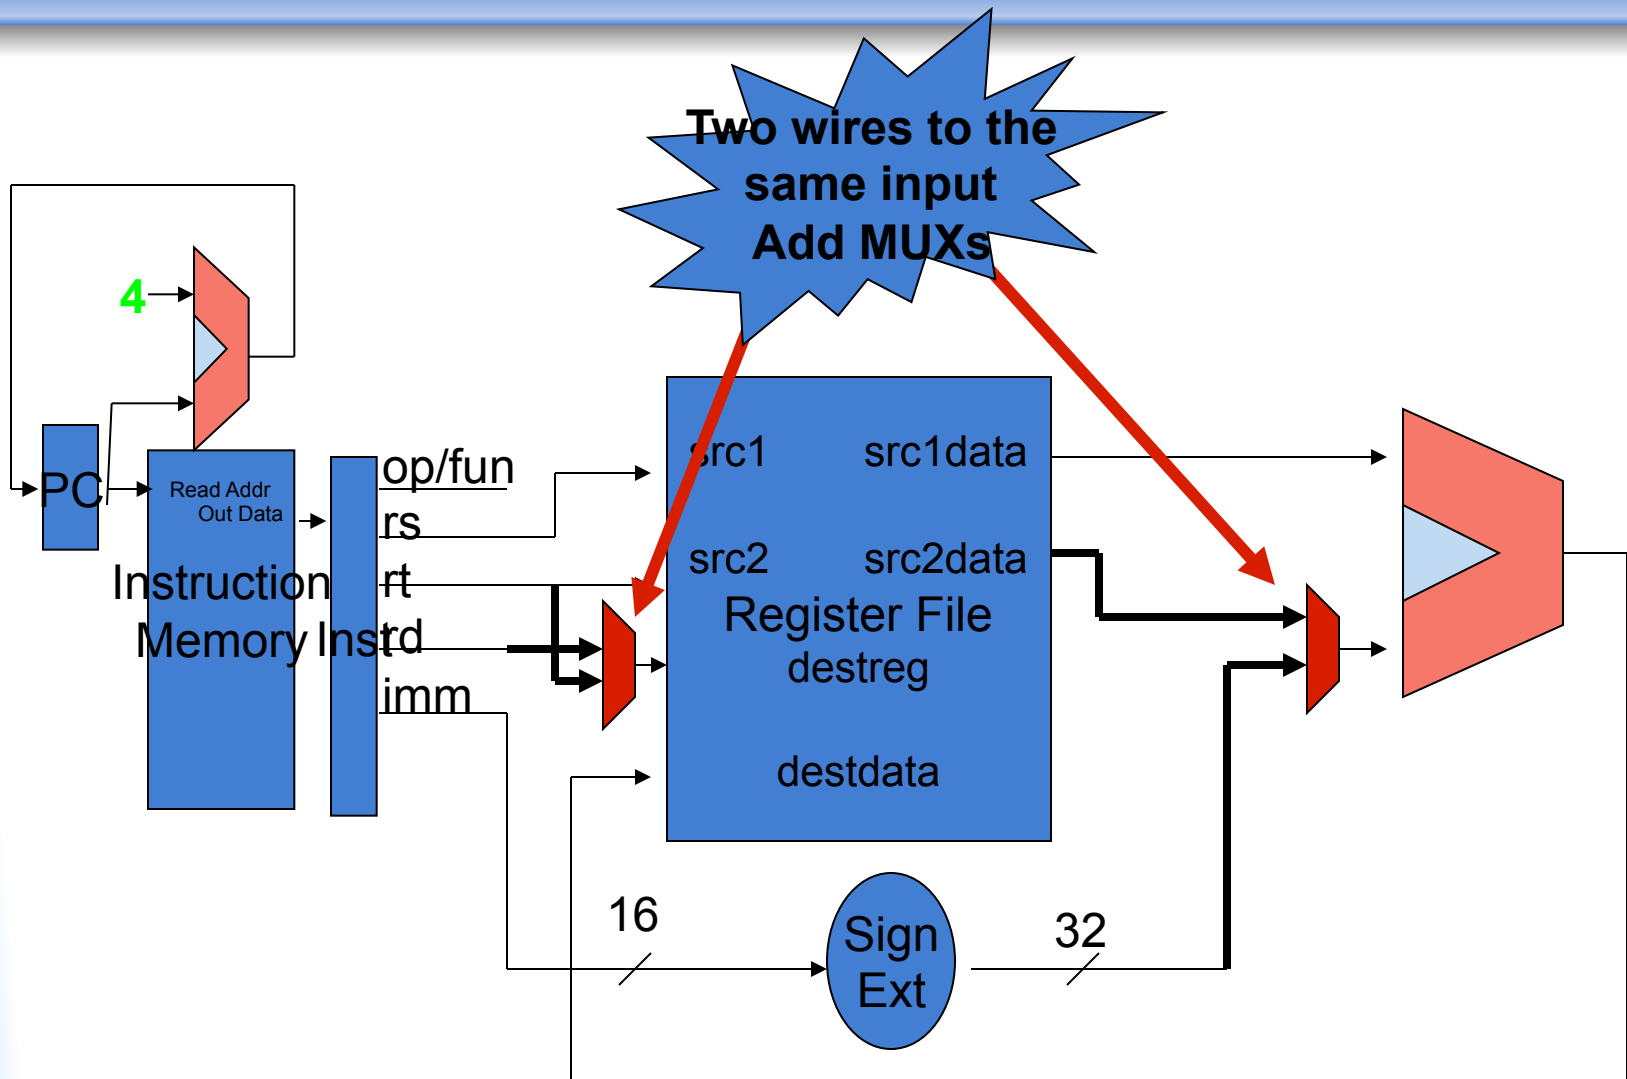 Two wires to the
same input
Add MUXs
4
PC
Read Addr
Out Data
Instruction
Memory
Inst
op/fun
rs
rt
rd
imm
src1
src1data
src2
src2data
Register File
destreg
destdata
16
Sign
Ext
32